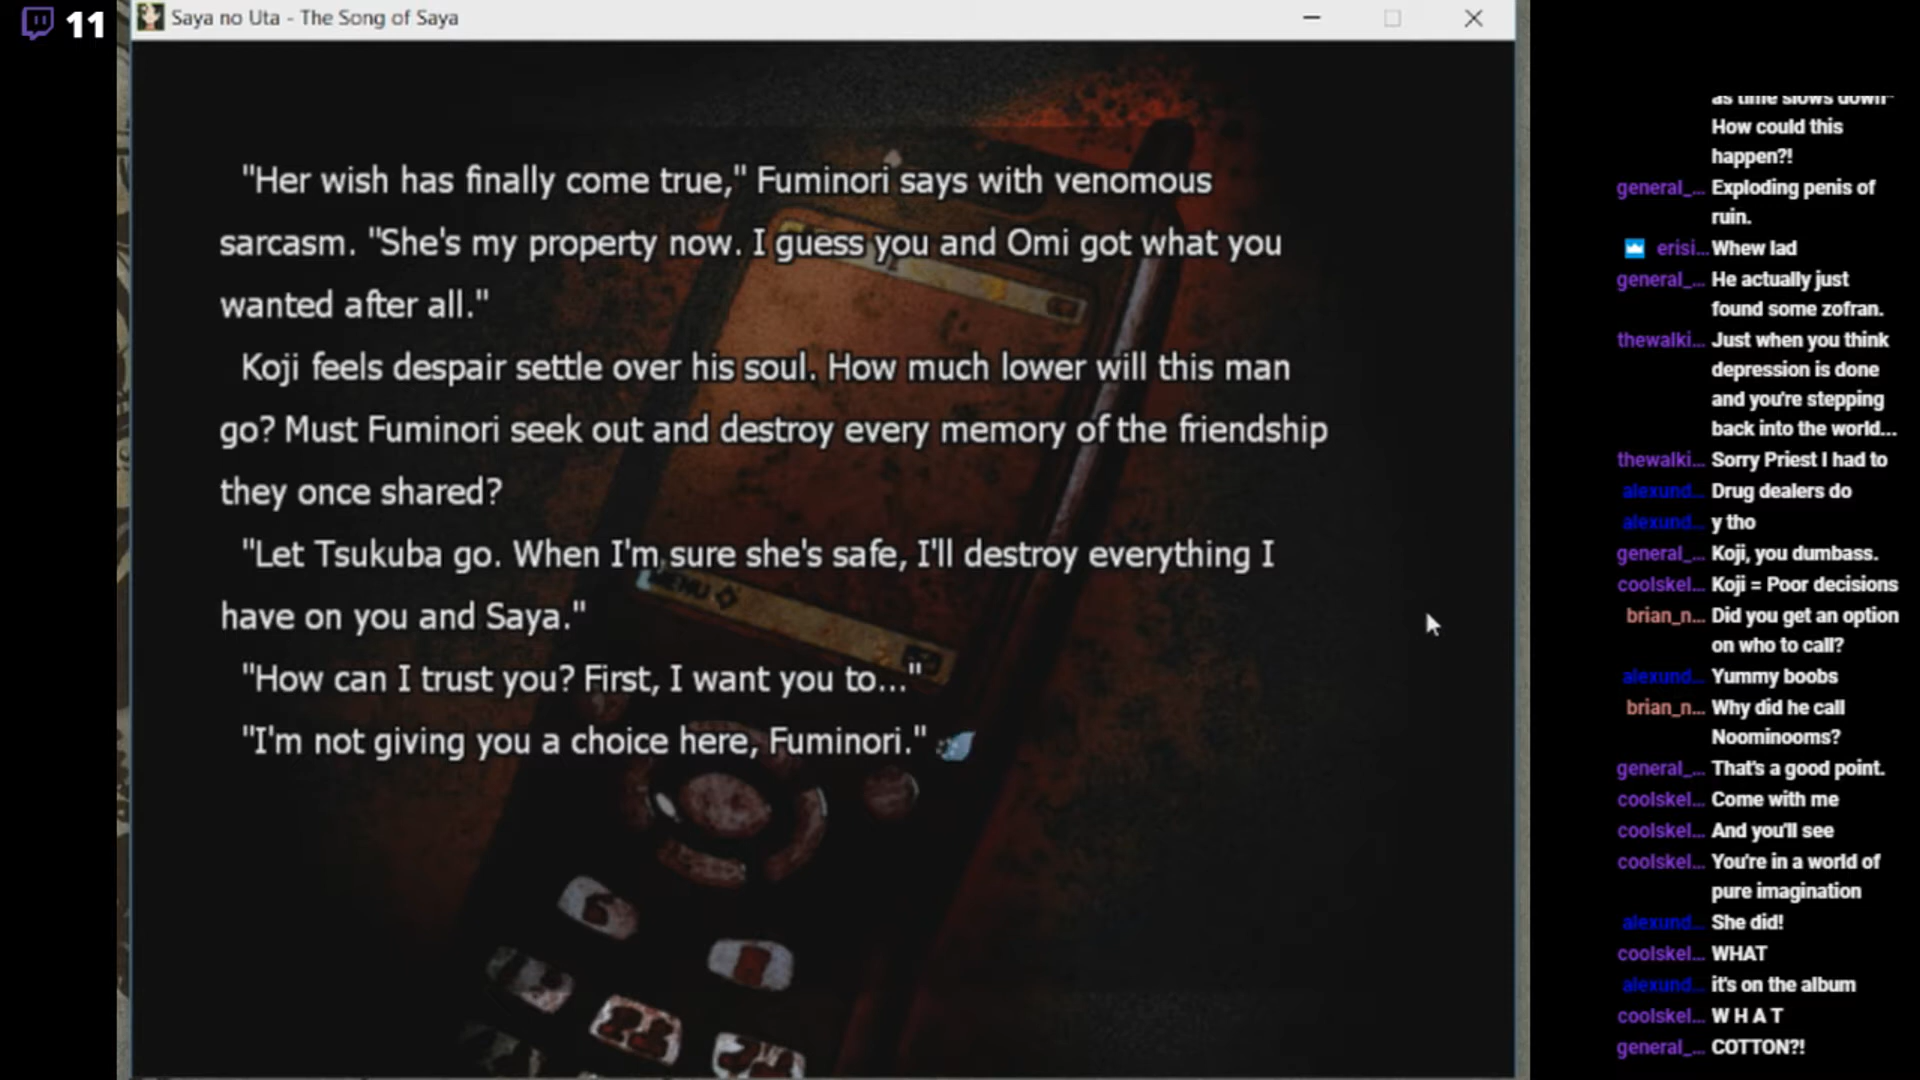 11
Saya no Uta - The Song of Saya
"Her wish has finally come true," Fuminori says with venomous
sarcasm. "She's my property now. I guess you and Omi got what you
wanted after all."
Koji feels despair settle over his soul. How much lower will this man
go? Must Fuminori seek out and destroy every memory of the friendship
they once shared?
"Let Tsukuba go. When I'm sure she's safe, I'll destroy everything I
have on you and Saya."
"How can I trust you? First, I want you to..."
"I'm not giving you a choice here, Fuminori."
MENU
as time slows down*
How could this
happen?!
general_... Exploding penis of
ruin.
erisi... Whew lad
general_... He actually just
found some zofran.
thewalki... Just when you think
depression is done
and you're stepping
back into the world...
thewalki... Sorry Priest I had to
alexund... Drug dealers do
alexund... y tho
general_... Koji, you dumbass.
coolskel... Koji = Poor decisions
brian_n... Did you get an option
on who to call?
alexund... Yummy boobs
brian_n... Why did he call
Noominooms?
general_... That's a good point.
coolskel... Come with me
coolskel... And you'll see
coolskel... You're in a world of
pure imagination
alexund... She did!
coolskel... WHAT
alexund... it's on the album
coolskel... W H A T
general_... COTTON?!